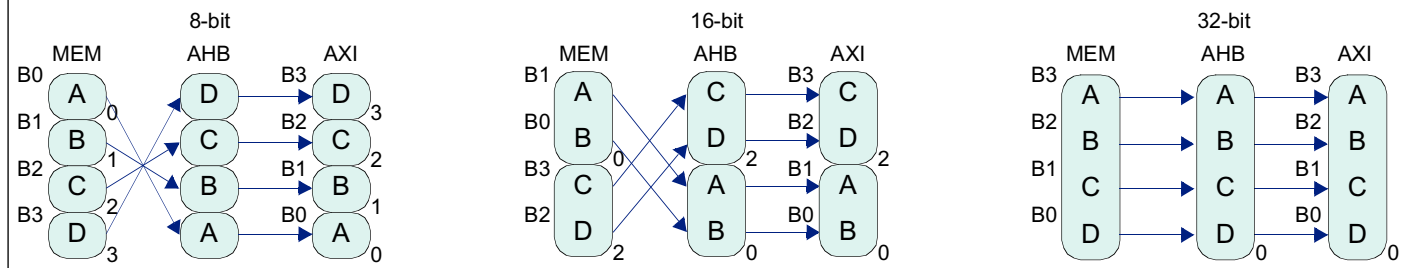 8-bit 16-bit 32-bit
MEM AHB AXI MEM AHB AXI MEM AHB AXI
B0 A 0 D B3 D 3 B1 A C B3 C B3 A A B3 A
B1 B 1 C B2 C 2 B0 B 0 D 2 B2 D 2 B2 B B B2 B
B2 C 2 B B1 B 1 B3 C A B1 A B1 C C B1 C
B3 D 3 A B0 A 0 B2 D 2 B 0 B0 B 0 B0 D D 0 B0 D 0